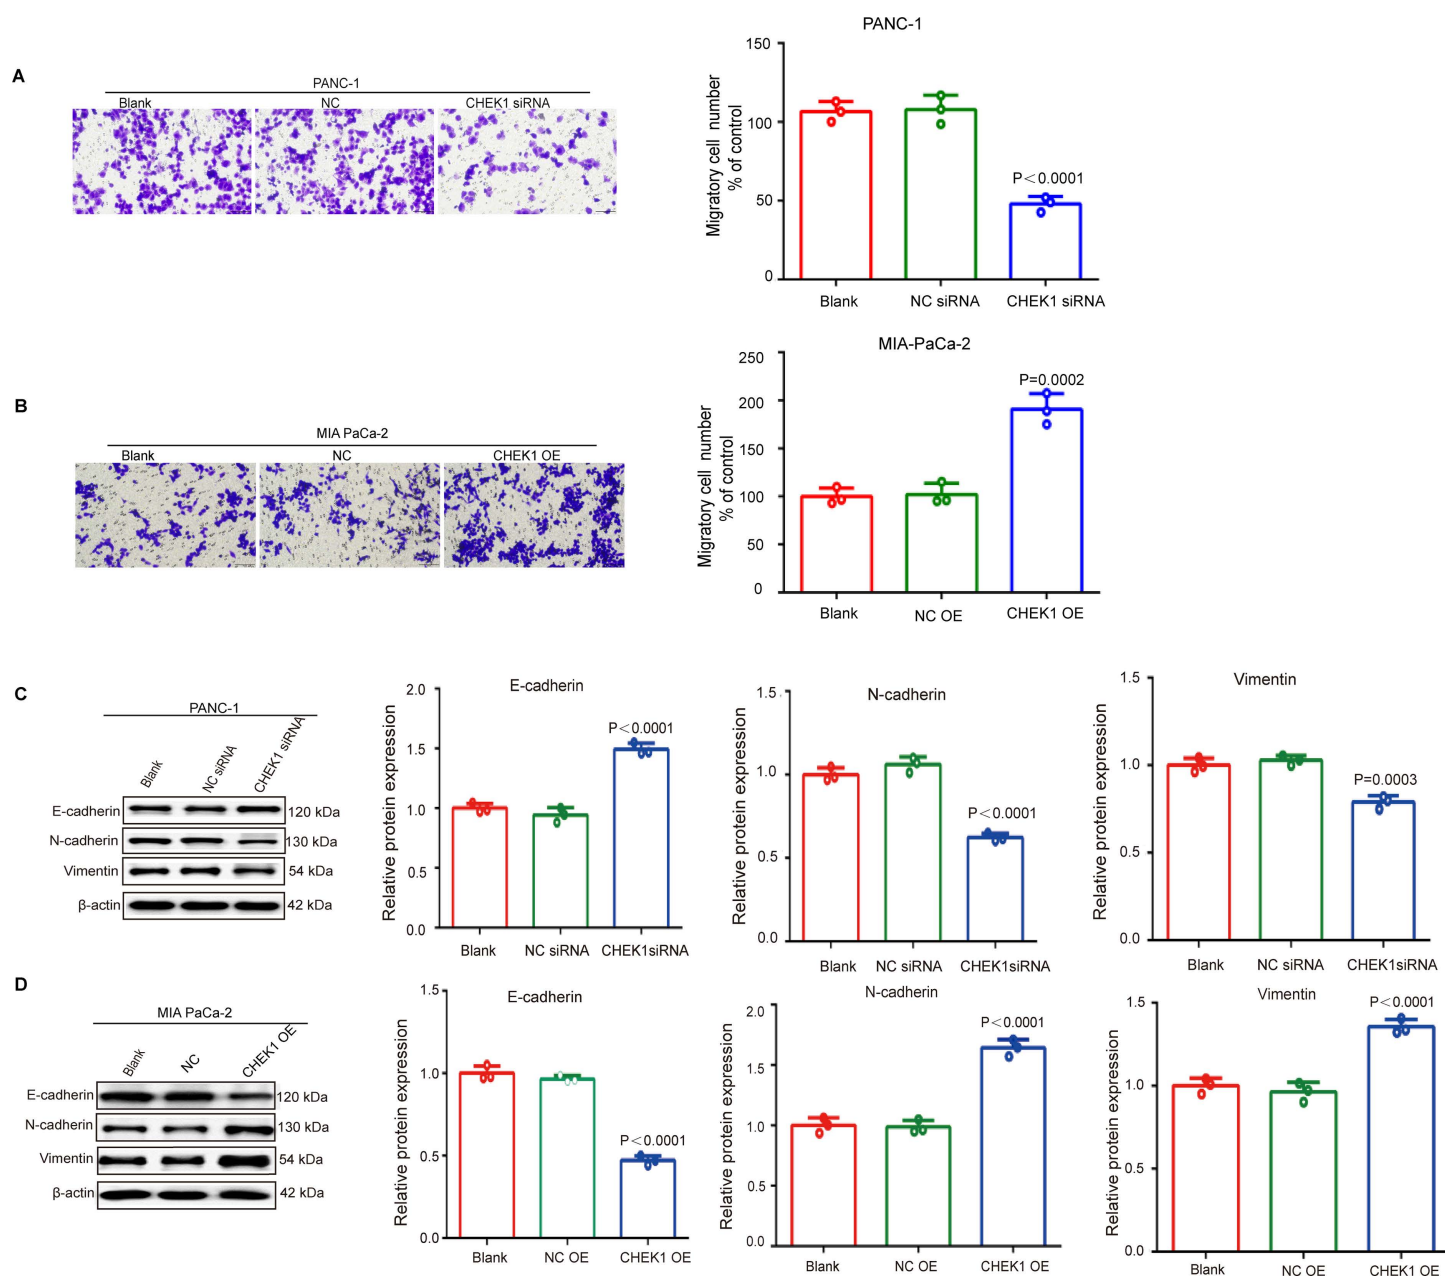 A
PANC-1
Blank NC CHEK1 siRNA
PANC-1
Migratory cell number
% of control
150
100
50
0
P<0.0001
Blank NC siRNA CHEK1 siRNA
B
MIA PaCa-2
Blank NC CHEK1 OE
MIA-PaCa-2
Migratory cell number
% of control
250
200
150
100
50
0
P=0.0002
Blank NC OE CHEK1 OE
C
PANC-1
Blank NC siRNA CHEK1 siRNA
E-cadherin 120 kDa
N-cadherin 130 kDa
Vimentin 54 kDa
β-actin 42 kDa
E-cadherin
Relative protein expression
2.0
1.5
1.0
0.5
0.0
P<0.0001
Blank NC siRNA CHEK1siRNA
N-cadherin
Relative protein expression
1.5
1.0
0.5
0.0
P<0.0001
Blank NC siRNA CHEK1siRNA
Vimentin
Relative protein expression
1.5
1.0
0.5
0.0
P=0.0003
Blank NC siRNA CHEK1siRNA
D
MIA PaCa-2
Blank NC CHEK1 OE
E-cadherin 120 kDa
N-cadherin 130 kDa
Vimentin 54 kDa
β-actin 42 kDa
E-cadherin
Relative protein expression
1.5
1.0
0.5
0.0
P<0.0001
Blank NC OE CHEK1 OE
N-cadherin
Relative protein expression
2.0
1.5
1.0
0.5
0.0
P<0.0001
Blank NC OE CHEK1 OE
Vimentin
Relative protein expression
1.5
1.0
0.5
0.0
P<0.0001
Blank NC OE CHEK1 OE